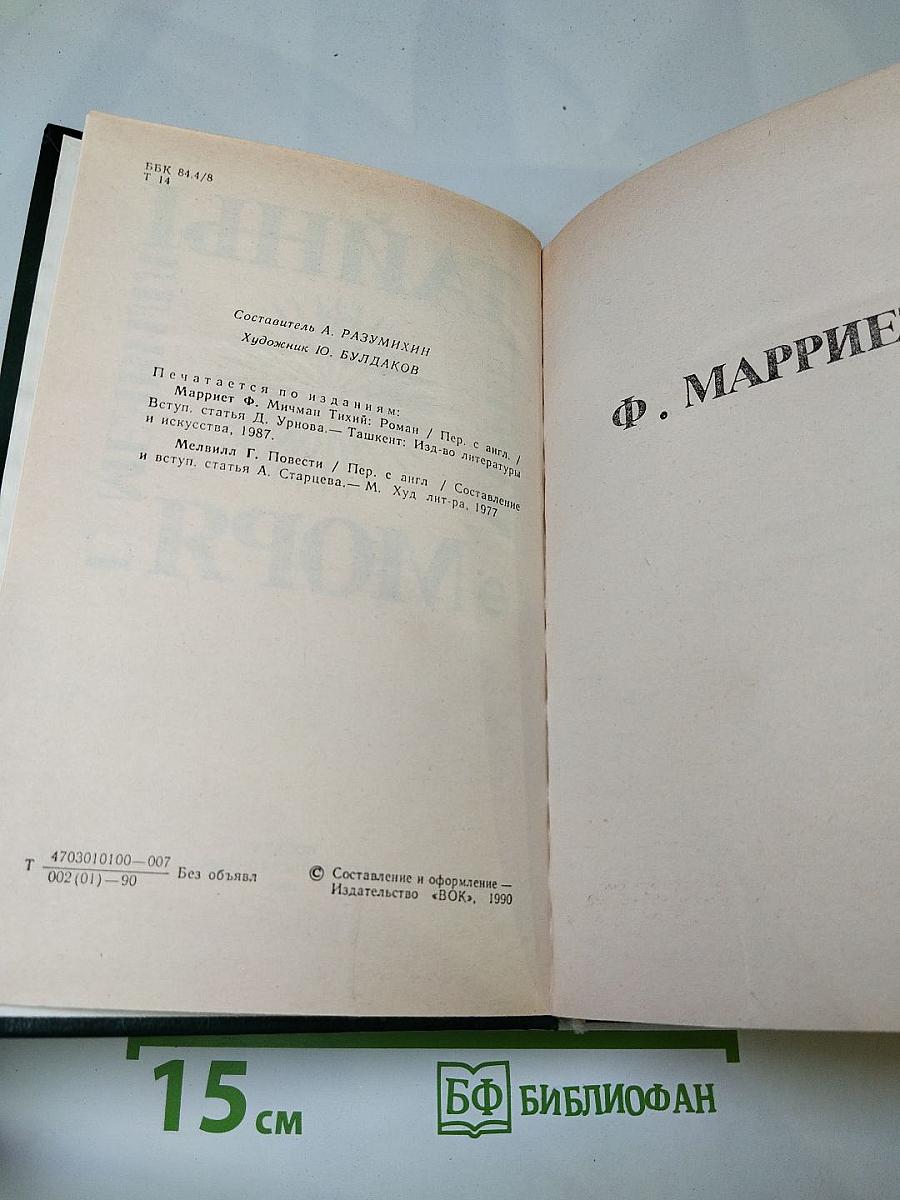 ББК 84.4/8
Т 14
Составитель А. РАЗУМИХИН
Художник Ю. БУЛДАКОВ
Печатается по изданиям:
Марриет Ф. Мичман Тихий: Роман / Пер. с англ. /
Вступ. статья Д. Урнова.— Ташкент: Изд-во литературы
и искусства, 1987.
Мелвилл Г. Повести / Пер. с англ / Составление
и вступ. статья А. Старцева.— М. Худ лит-ра, 1977
Т 4703010100—007
002(01)—90 Без объявл
© Составление и оформление —
Издательство «ВОК», 1990
Ф. МАРРИЕТ
15 см
БФ БИБЛИОФАН